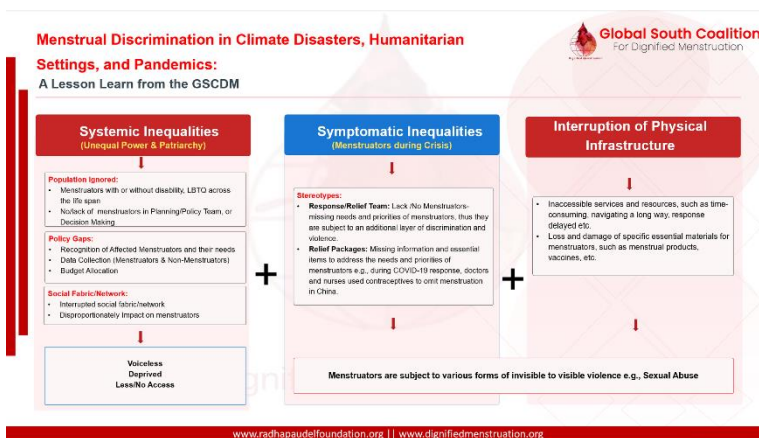 Menstrual Discrimination in Climate Disasters, Humanitarian
Settings, and Pandemics:
A Lesson Learn from the GSCDM
Global South Coalition
For Dignified Menstruation
Systemic Inequalities
(Unequal Power & Patriarchy)
Population Ignored:
• Menstruators with or without disability, LBTQ across
the life span
• No/lack of menstruators in Planning/Policy Team, or
Decision Making
Policy Gaps:
• Recognition of Affected Menstruators and their needs
• Data Collection (Menstruators & Non-Menstruators)
• Budget Allocation
Social Fabric/Network:
• Interrupted social fabric/network
• Disproportionately Impact on menstruators
Voiceless
Deprived
Less/No Access
+
Symptomatic Inequalities
(Menstruators during Crisis)
Stereotypes:
• Response/Relief Team: Lack /No Menstruators-
missing needs and priorities of menstruators, thus they
are subject to an additional layer of discrimination and
violence.
• Relief Packages: Missing information and essential
items to address the needs and priorities of
menstruators e.g., during COVID-19 response, doctors
and nurses used contraceptives to omit menstruation
in China.
+
Interruption of Physical
Infrastructure
• Inaccessible services and resources, such as time-
consuming, navigating a long way, response
delayed etc.
• Loss and damage of specific essential materials for
menstruators, such as menstrual products,
vaccines, etc.
Menstruators are subject to various forms of invisible to visible violence e.g., Sexual Abuse
www.radhapaudelfoundation.org || www.dignifiedmenstruation.org